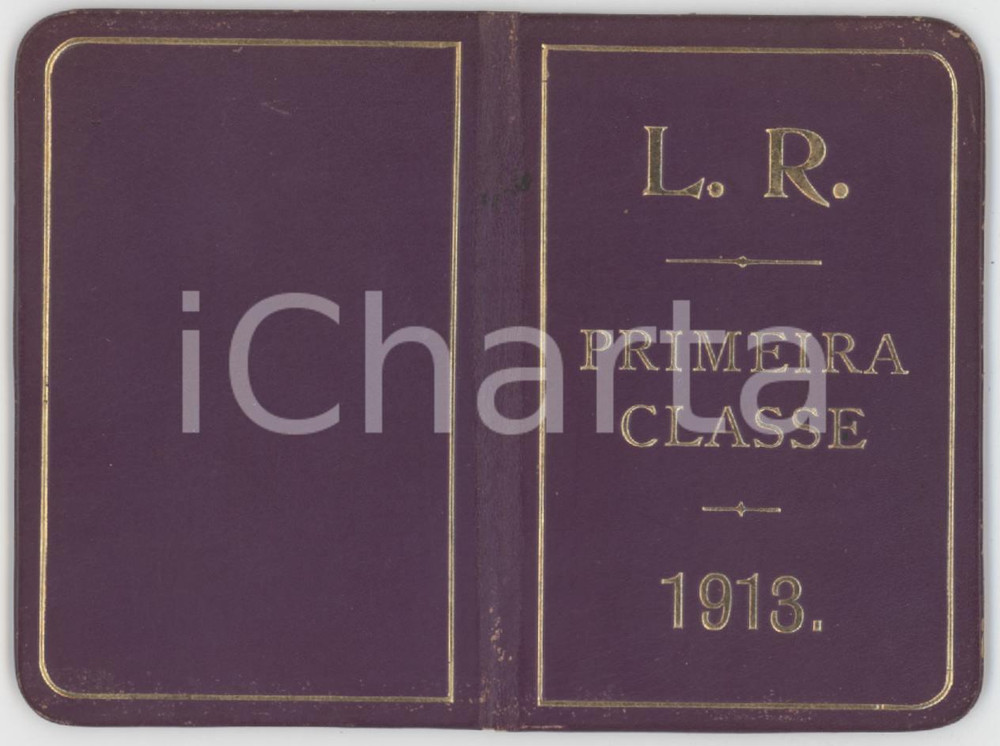 L. R.
PRIMEIRA
CLASSE
1913.
iCharta